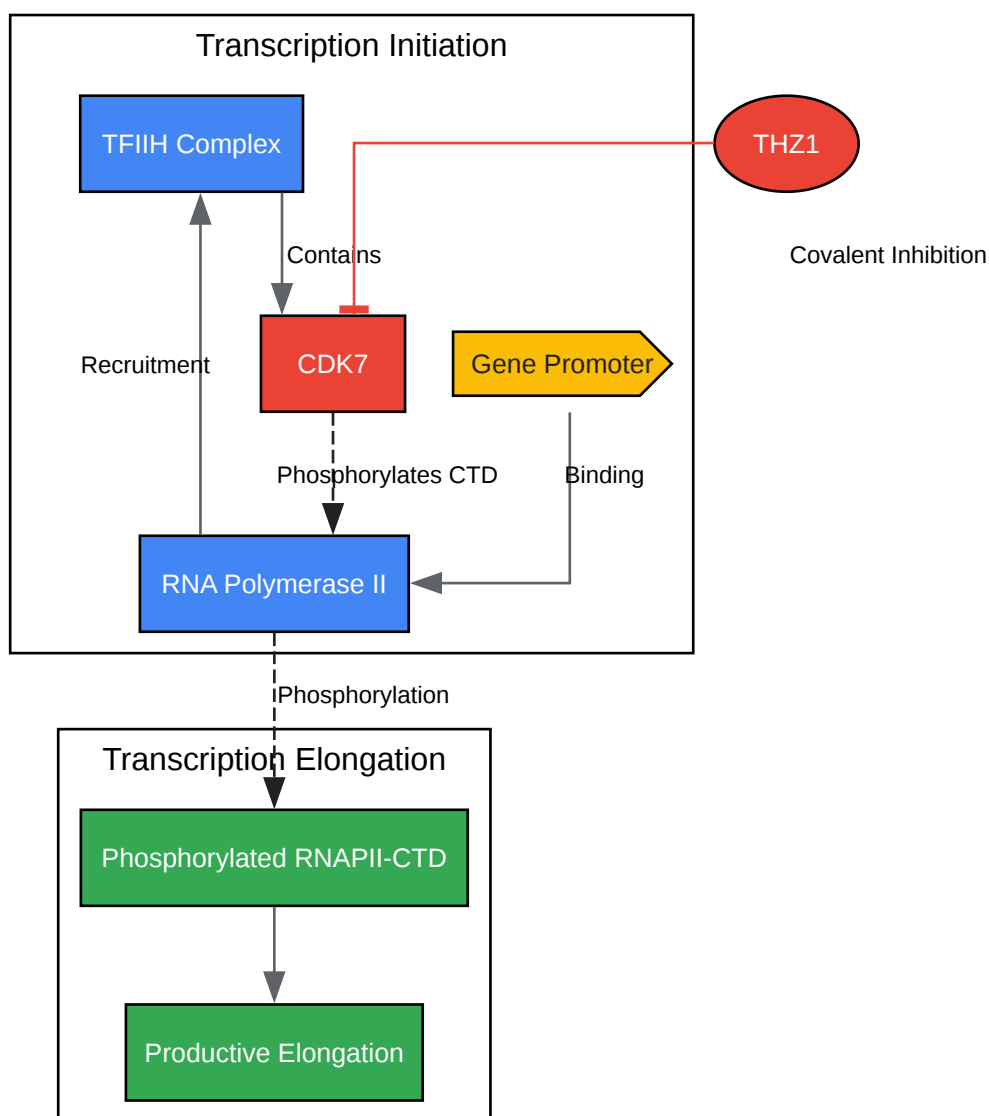 Transcription Initiation
TFIIH Complex
THZ1
Contains
Covalent Inhibition
Recruitment
CDK7
Gene Promoter
Phosphorylates CTD
Binding
RNA Polymerase II
Phosphorylation
Transcription Elongation
Phosphorylated RNAPII-CTD
Productive Elongation